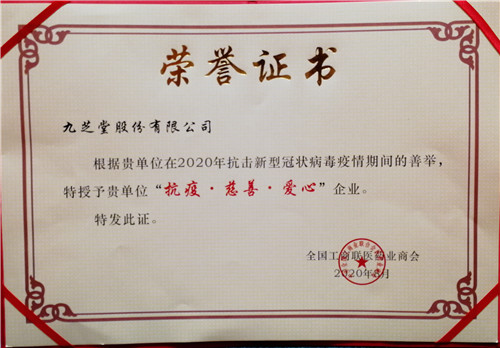 荣誉证书
九芝堂股份有限公司
根据贵单位在2020年抗击新型冠状病毒疫情期间的善举，
特授予贵单位“抗疫·慈善·爱心”企业。
特发此证。
全国工商联医药业商会
2020年8月